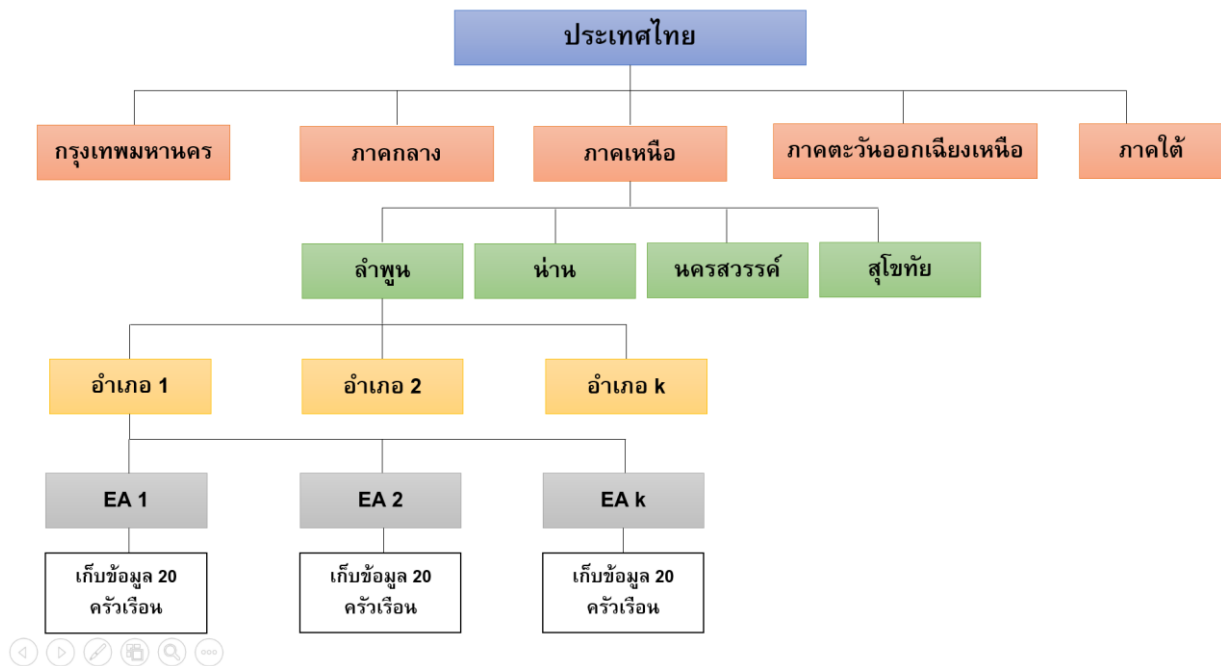 ประเทศไทย
กรุงเทพมหานคร
ภาคกลาง
ภาคเหนือ
ภาคตะวันออกเฉียงเหนือ
ภาคใต้
ลำพูน
น่าน
นครสวรรค์
สุโขทัย
อำเภอ 1
อำเภอ 2
อำเภอ k
EA 1
EA 2
EA k
เก็บข้อมูล 20
ครัวเรือน
เก็บข้อมูล 20
ครัวเรือน
เก็บข้อมูล 20
ครัวเรือน